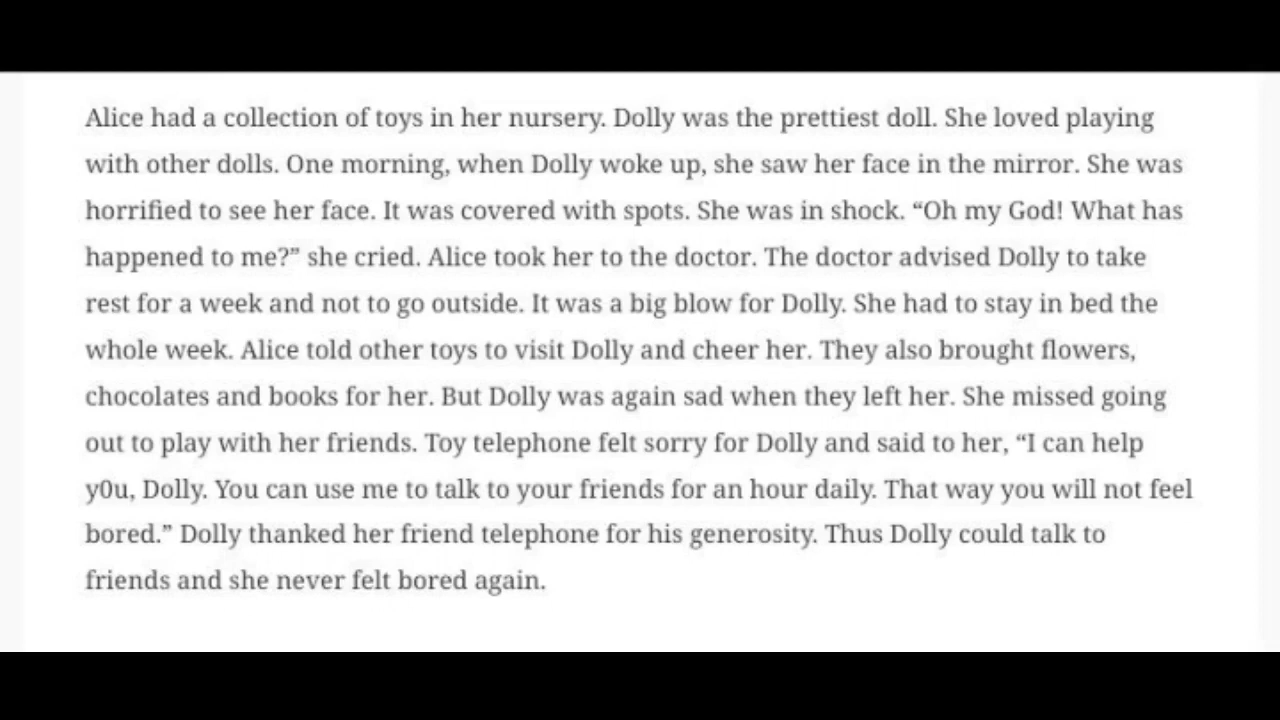 Alice had a collection of toys in her nursery. Dolly was the prettiest doll. She loved playing
with other dolls. One morning, when Dolly woke up, she saw her face in the mirror. She was
horrified to see her face. It was covered with spots. She was in shock. “Oh my God! What has
happened to me?” she cried. Alice took her to the doctor. The doctor advised Dolly to take
rest for a week and not to go outside. It was a big blow for Dolly. She had to stay in bed the
whole week. Alice told other toys to visit Dolly and cheer her. They also brought flowers,
chocolates and books for her. But Dolly was again sad when they left her. She missed going
out to play with her friends. Toy telephone felt sorry for Dolly and said to her, “I can help
y0u, Dolly. You can use me to talk to your friends for an hour daily. That way you will not feel
bored.” Dolly thanked her friend telephone for his generosity. Thus Dolly could talk to
friends and she never felt bored again.